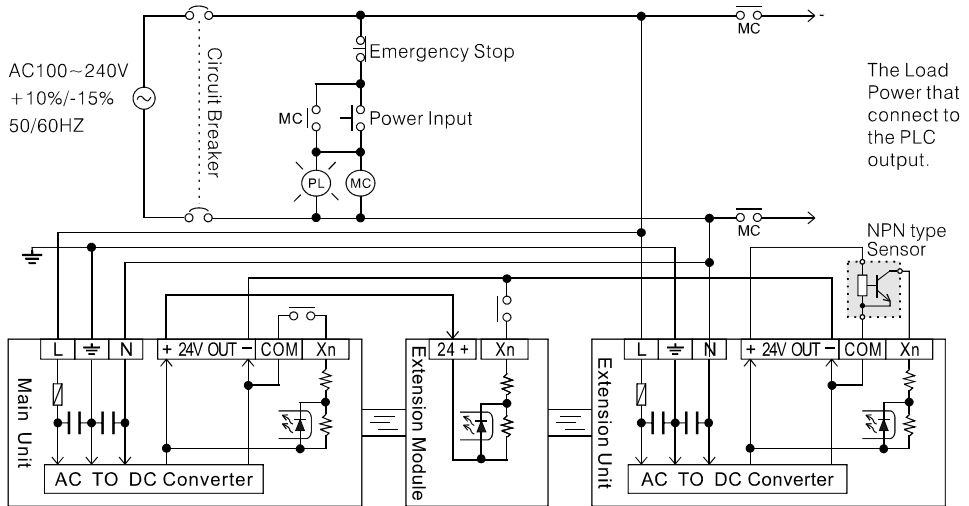 AC100~240V
+10%/-15%
50/60HZ
Circuit Breaker
Emergency Stop
MC
Power Input
PL
MC
MC
-
MC
The Load
Power that
connect to
the PLC
output.
NPN type
Sensor
L
N
+ 24V OUT −
COM
Xn
24 +
Xn
L
N
+ 24V OUT −
COM
Xn
Main Unit
AC TO DC Converter
Extension Module
Extension Unit
AC TO DC Converter